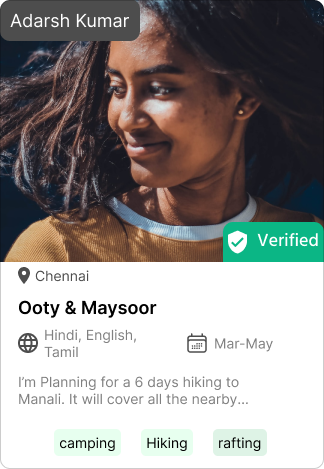 Adarsh Kumar
Verified
Chennai
Ooty & Maysoor
Hindi, English,
Tamil
Mar-May
I’m Planning for a 6 days hiking to
Manali. It will cover all the nearby...
camping
Hiking
rafting